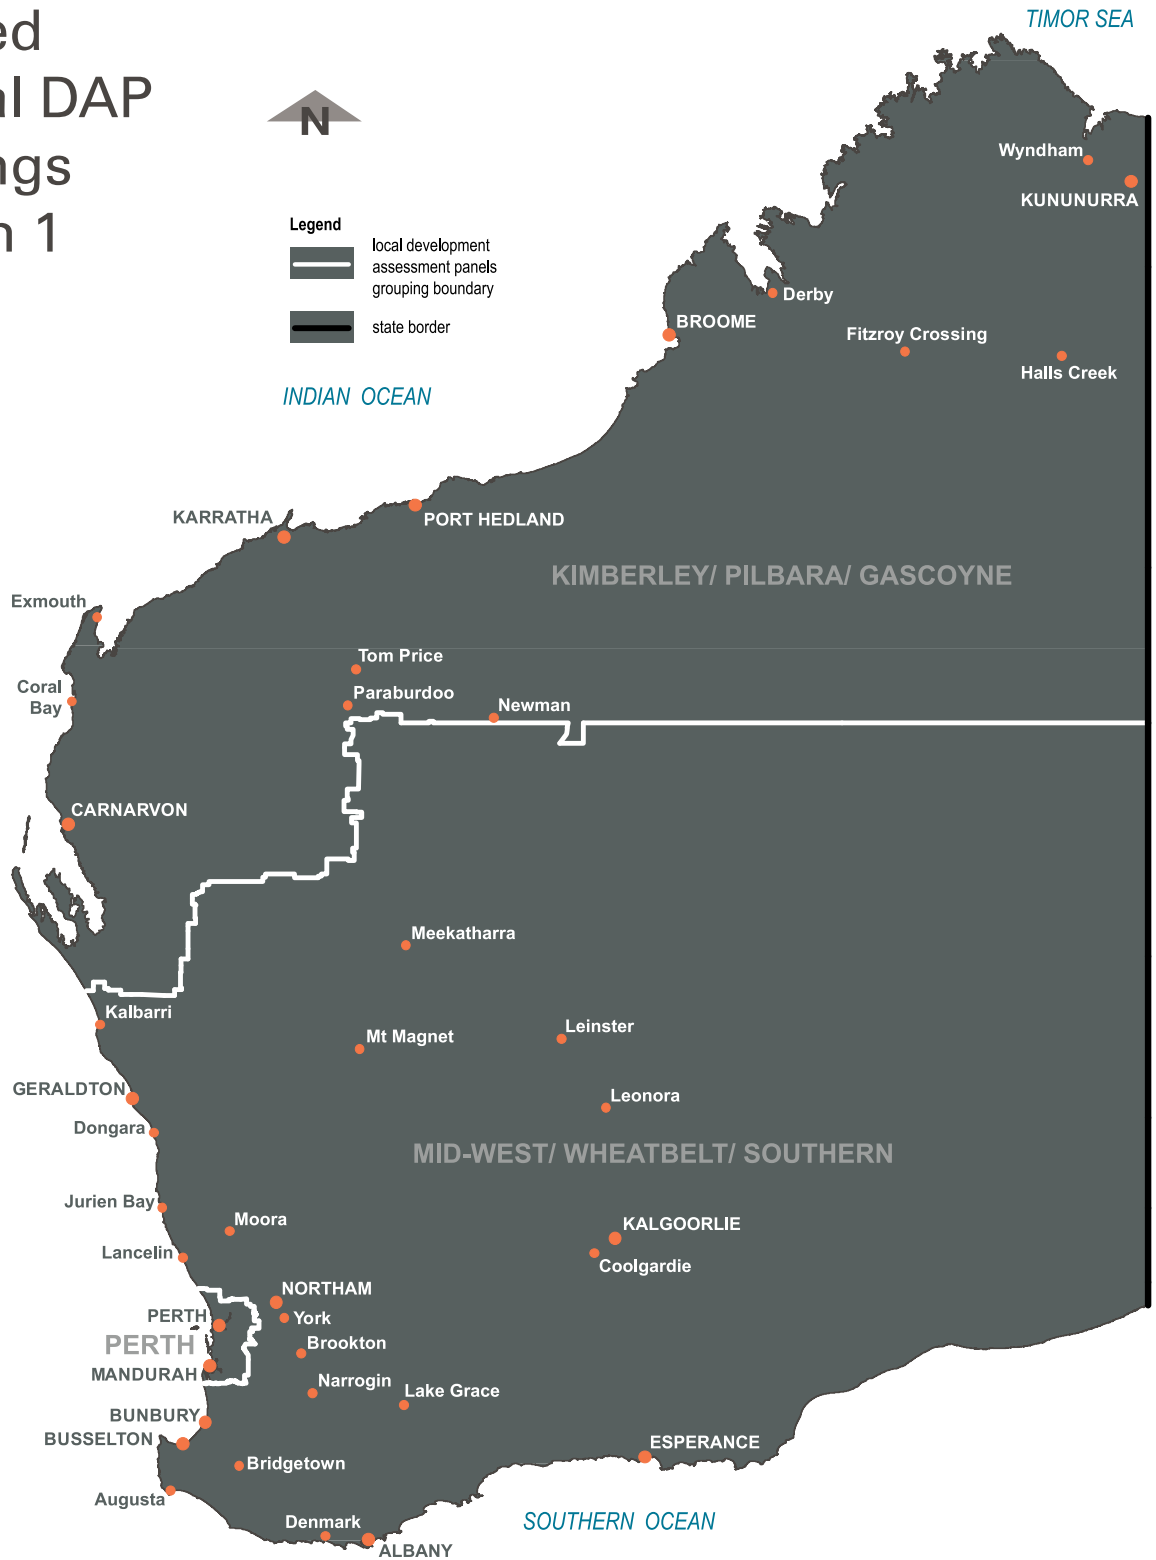 ed
al DAP
ngs
n 1
TIMOR SEA
N
Legend
local development
assessment panels
grouping boundary
state border
INDIAN OCEAN
Wyndham
KUNUNURRA
Derby
BROOME
Fitzroy Crossing
Halls Creek
KARRATHA
PORT HEDLAND
KIMBERLEY/ PILBARA/ GASCOYNE
Exmouth
Tom Price
Coral
Bay
Paraburdoo
Newman
CARNARVON
Meekatharra
Kalbarri
Mt Magnet
Leinster
GERALDTON
Leonora
Dongara
MID-WEST/ WHEATBELT/ SOUTHERN
Jurien Bay
Moora
KALGOORLIE
Lancelin
Coolgardie
NORTHAM
PERTH
York
PERTH
Brookton
MANDURAH
Narrogin
Lake Grace
BUNBURY
BUSSELTON
ESPERANCE
Bridgetown
Augusta
Denmark
SOUTHERN OCEAN
ALBANY